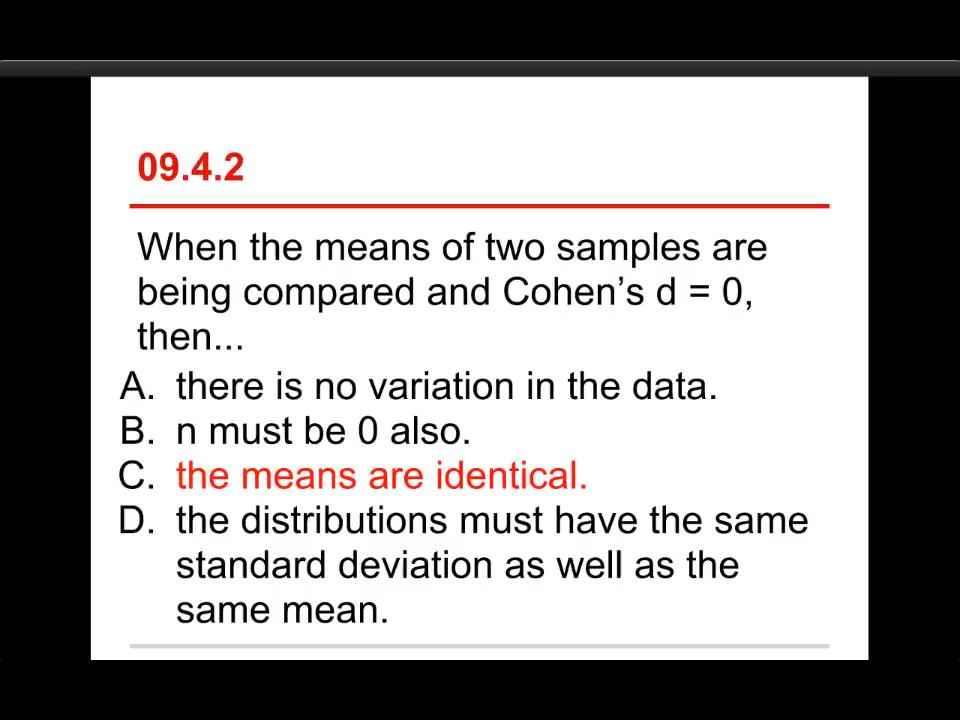 09.4.2
When the means of two samples are
being compared and Cohen’s d = 0,
then...
A. there is no variation in the data.
B. n must be 0 also.
C. the means are identical.
D. the distributions must have the same
standard deviation as well as the
same mean.